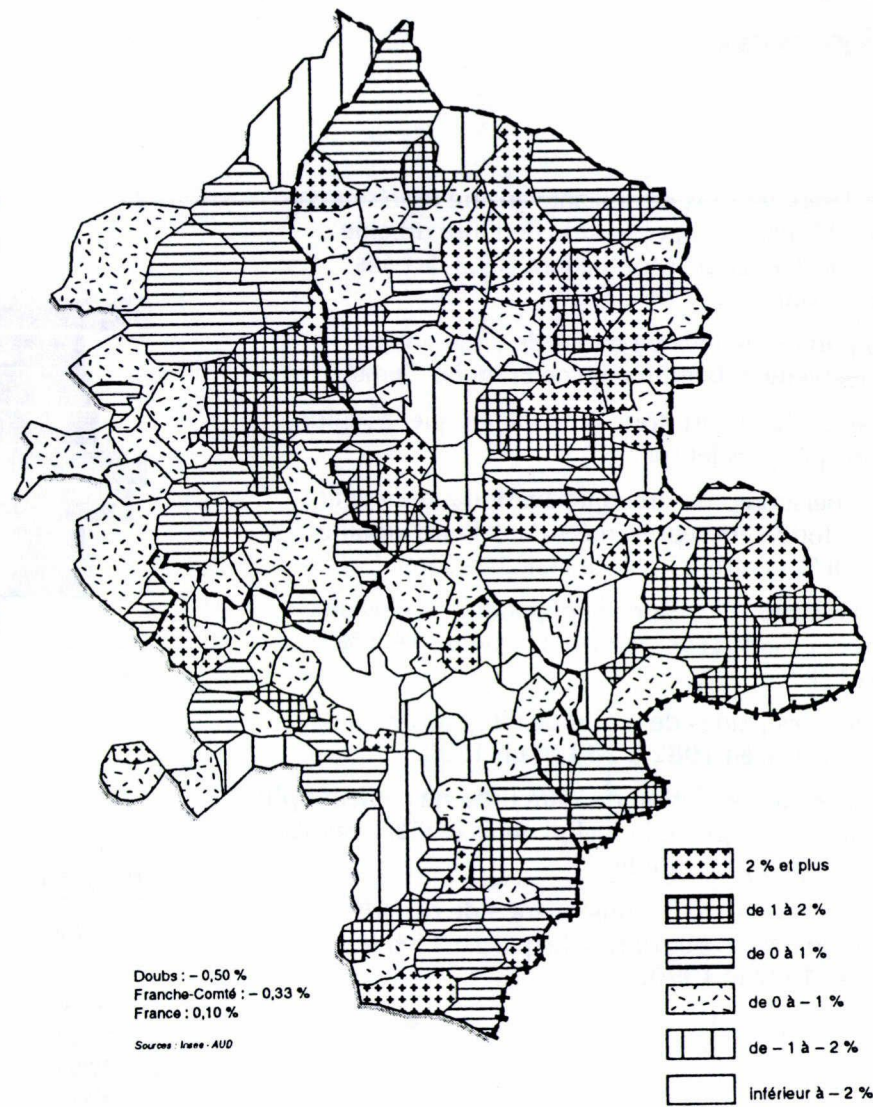 2 % et plus
de 1 à 2 %
de 0 à 1 %
de 0 à – 1 %
de – 1 à – 2 %
inférieur à – 2 %
Doubs : – 0,50 %
Franche-Comté : – 0,33 %
France : 0,10 %
Sources : Insee - AUD